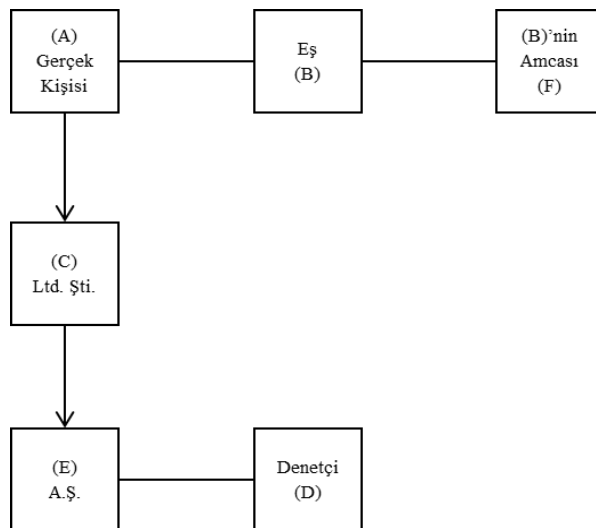 (A)
Gerçek
Kişisi
Eş
(B)
(B)’nin
Amcası
(F)
(C)
Ltd. Şti.
(E)
A.Ş.
Denetçi
(D)